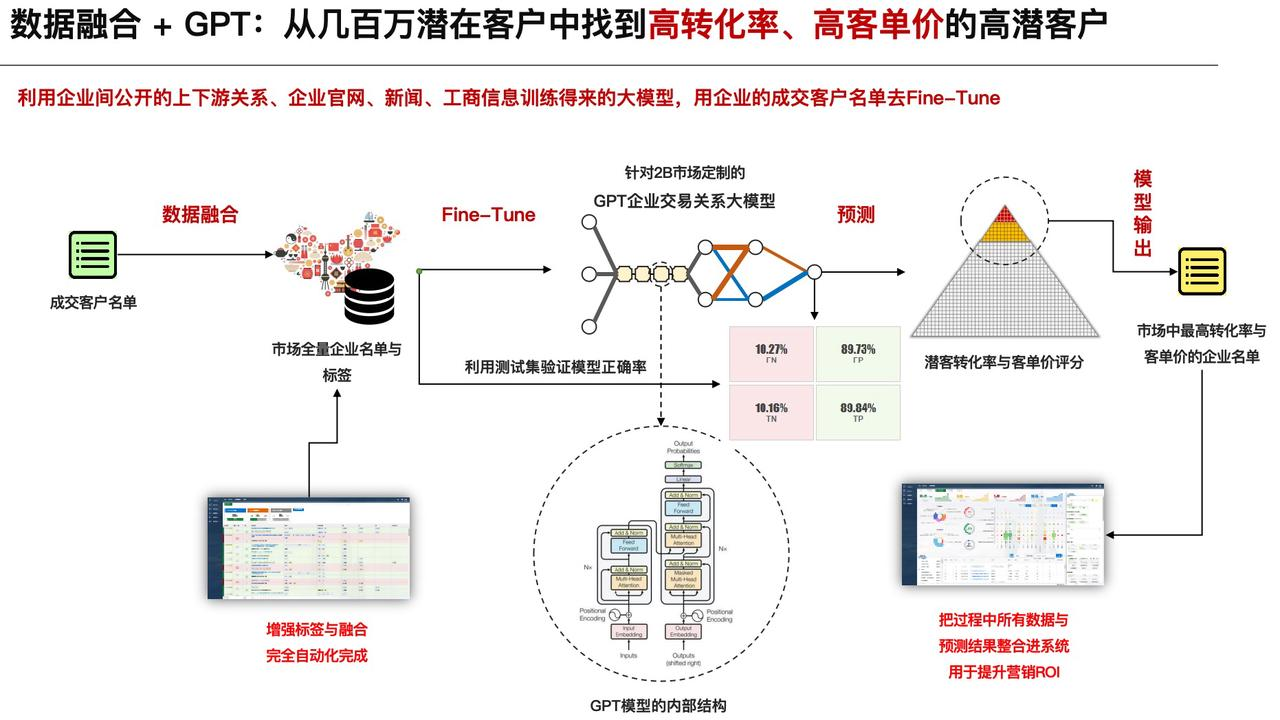 数据融合 + GPT：从几百万潜在客户中找到高转化率、高客单价的高潜客户
利用企业间公开的上下游关系、企业官网、新闻、工商信息训练得来的大模型，用企业的成交客户名单去Fine-Tune
数据融合
成交客户名单
市场全量企业名单与
标签
Fine-Tune
针对2B市场定制的
GPT企业交易关系大模型
预测
利用测试集验证模型正确率
10.27%
FN
89.73%
FP
10.16%
TN
89.84%
TP
潜客转化率与客单价评分
模
型
输
出
市场中最高转化率与
客单价的企业名单
增强标签与融合
完全自动化完成
Output
Probabilities
Softmax
Linear
Add & Norm
Feed
Forward
Add & Norm
Multi-Head
Attention
Nx
Add & Norm
Masked
Multi-Head
Attention
Add & Norm
Feed
Forward
Nx
Add & Norm
Multi-Head
Attention
Positional
Encoding
Positional
Encoding
Input
Embedding
Output
Embedding
Inputs
Outputs
(shifted right)
GPT模型的内部结构
把过程中所有数据与
预测结果整合进系统
用于提升营销ROI